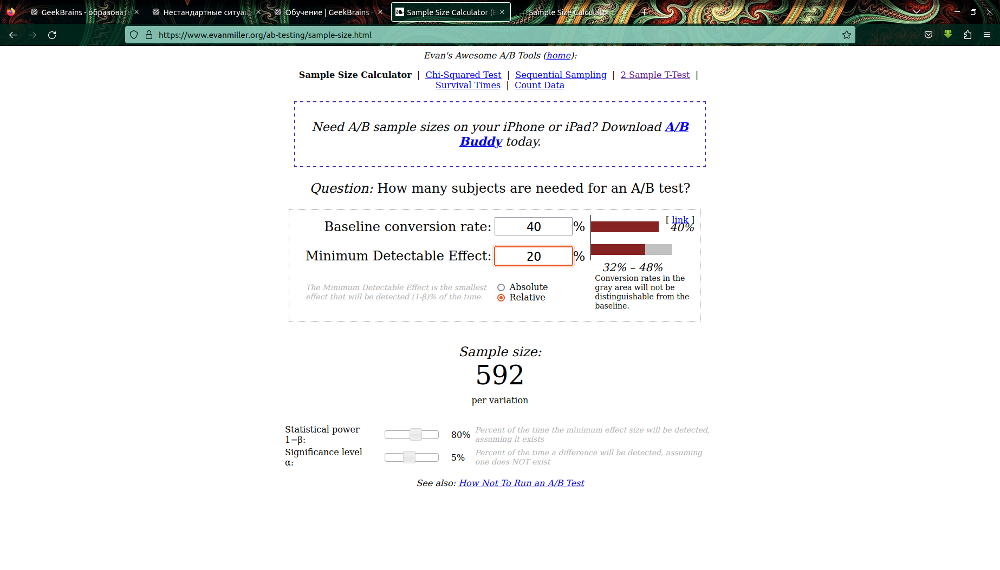 GeekBrains - образовате
Нестандартные ситуац
Обучение | GeekBrains -
Sample Size Calculator (E
Sample Size Calculator |
https://www.evanmiller.org/ab-testing/sample-size.html
Evan's Awesome A/B Tools (home):
Sample Size Calculator | Chi-Squared Test | Sequential Sampling | 2 Sample T-Test |
Survival Times | Count Data
Need A/B sample sizes on your iPhone or iPad? Download A/B
Buddy today.
Question: How many subjects are needed for an A/B test?
[ link ]
Baseline conversion rate: 40 % 40%
Minimum Detectable Effect: 20 %
32% – 48%
Conversion rates in the
gray area will not be
distinguishable from the
baseline.
The Minimum Detectable Effect is the smallest
effect that will be detected (1-β)% of the time.
Absolute
Relative
Sample size:
592
per variation
Statistical power
1−β:
80%
Percent of the time the minimum effect size will be detected,
assuming it exists
Significance level
α:
5%
Percent of the time a difference will be detected, assuming
one does NOT exist
See also: How Not To Run an A/B Test